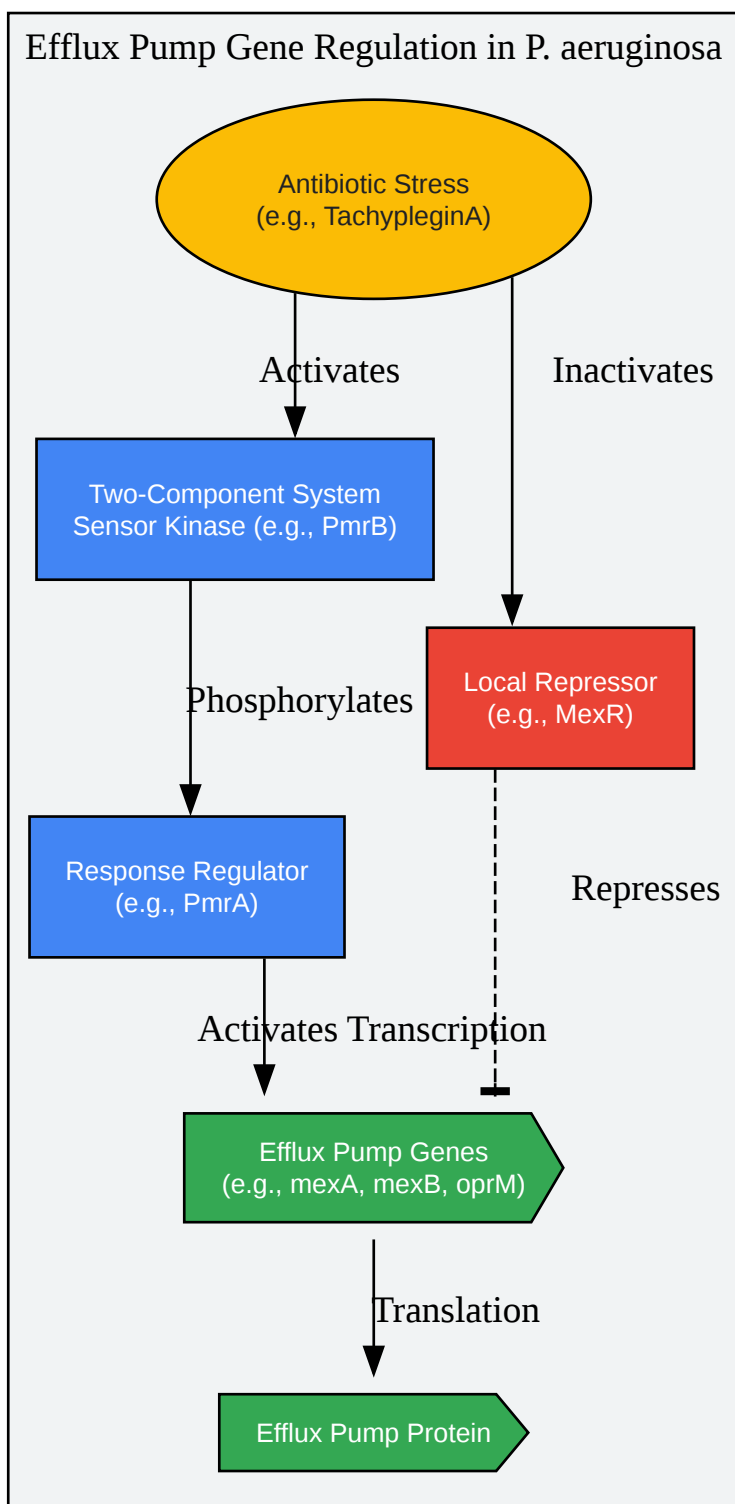 Efflux Pump Gene Regulation in P. aeruginosa
Antibiotic Stress
(e.g., TachypleginA)
Activates
Inactivates
Two-Component System
Sensor Kinase (e.g., PmrB)
Phosphorylates
Local Repressor
(e.g., MexR)
Response Regulator
(e.g., PmrA)
Represses
Activates Transcription
Efflux Pump Genes
(e.g., mexA, mexB, oprM)
Translation
Efflux Pump Protein